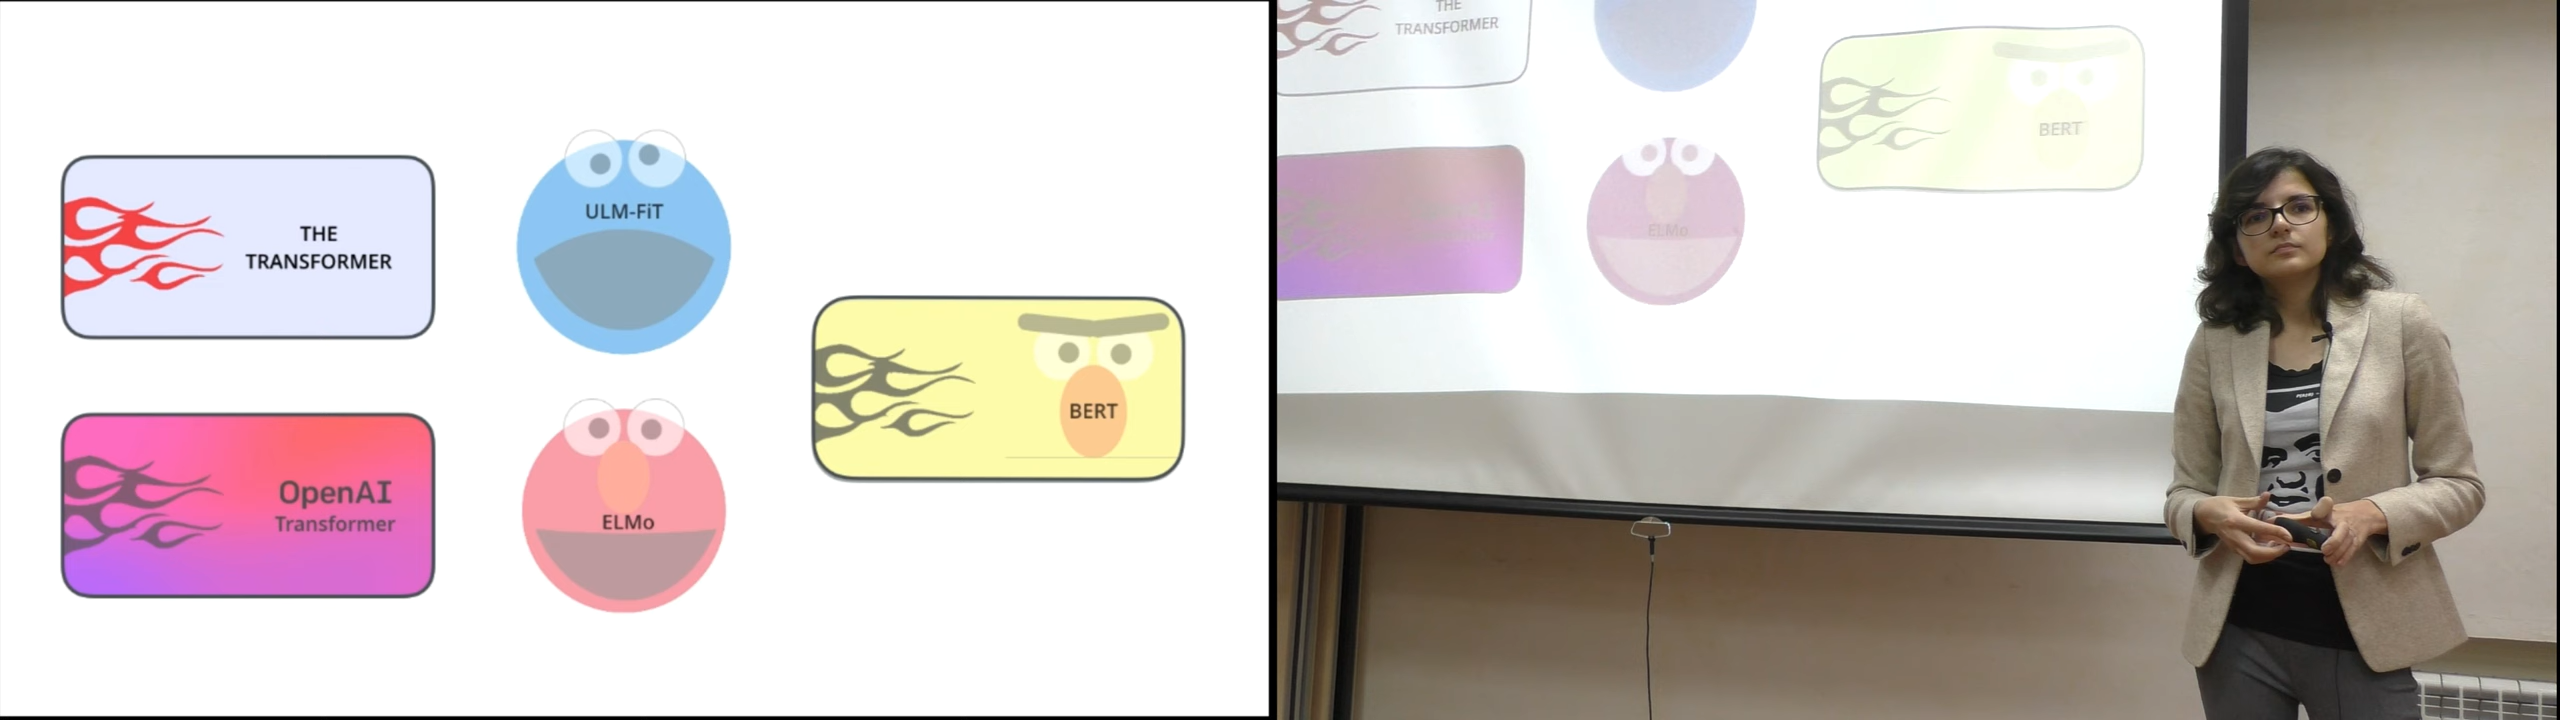 THE
TRANSFORMER
ULM-FiT
OpenAI
Transformer
ELMo
BERT
THE
TRANSFORMER
BERT
ELMo